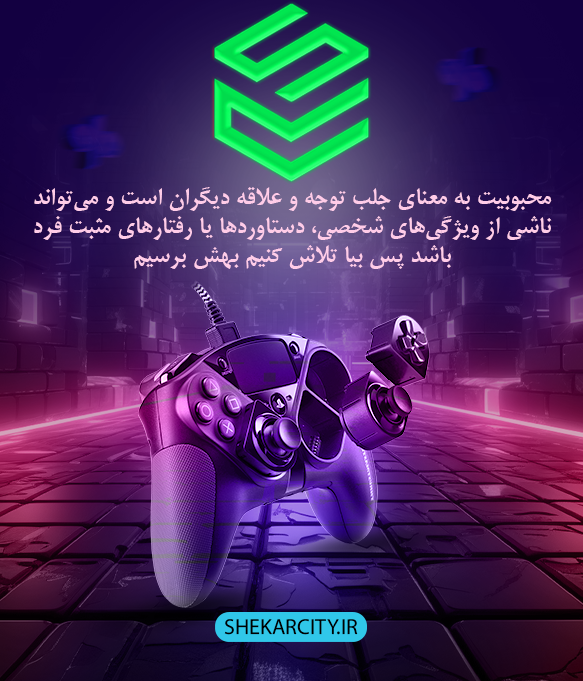 محبوبیت به معنای جلب توجه و علاقه دیگران است و می‌تواند
ناشی از ویژگی‌های شخصی، دستاوردها یا رفتارهای مثبت فرد
باشد پس بیا تلاش کنیم بهش برسیم
SHEKARCITY.IR